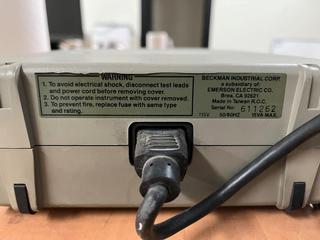 WARNING
1. To avoid electrical shock, disconnect test leads
and power cord before removing cover.
2. Do not operate instrument with cover removed.
3. To prevent fire, replace fuse with same type
and rating.
BECKMAN INDUSTRIAL CORP.
a subsidiary of:
EMERSON ELECTRIC CO.
Brea, CA 92621
Made in Taiwan R.O.C.
Serial No: 611262
115V 50/60HZ 15VA MAX.